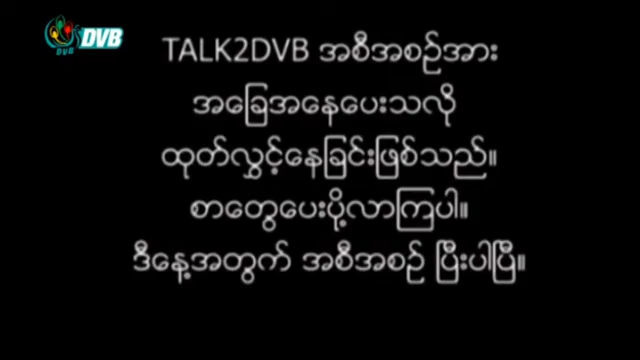 DVB
DVB
TALK2DVB အစီအစဉ်အား
အခြေအနေပေးသလို
ထုတ်လွှင့်နေခြင်းဖြစ်သည်။
စာတွေပေးပို့လာကြပါ။
ဒီနေ့အတွက် အစီအစဉ် ပြီးပါပြီ။